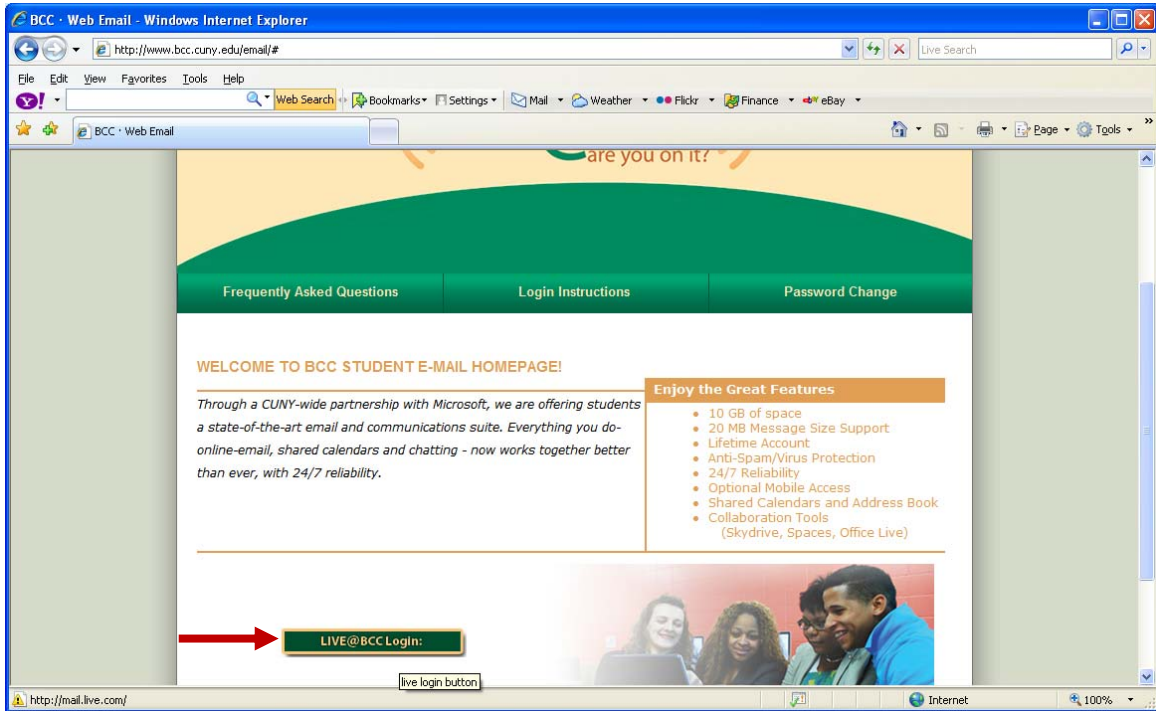 BCC · Web Email - Windows Internet Explorer
http://www.bcc.cuny.edu/email/#
Live Search
File Edit View Favorites Tools Help
Y! Web Search Bookmarks Settings Mail Weather Flickr Finance eBay
BCC · Web Email
Page Tools
are you on it?
Frequently Asked Questions Login Instructions Password Change
WELCOME TO BCC STUDENT E-MAIL HOMEPAGE!
Through a CUNY-wide partnership with Microsoft, we are offering students
a state-of-the-art email and communications suite. Everything you do-
online-email, shared calendars and chatting - now works together better
than ever, with 24/7 reliability.
Enjoy the Great Features
• 10 GB of space
• 20 MB Message Size Support
• Lifetime Account
• Anti-Spam/Virus Protection
• 24/7 Reliability
• Optional Mobile Access
• Shared Calendars and Address Book
• Collaboration Tools
(Skydrive, Spaces, Office Live)
LIVE@BCC Login:
live login button
http://mail.live.com/
Internet
100%